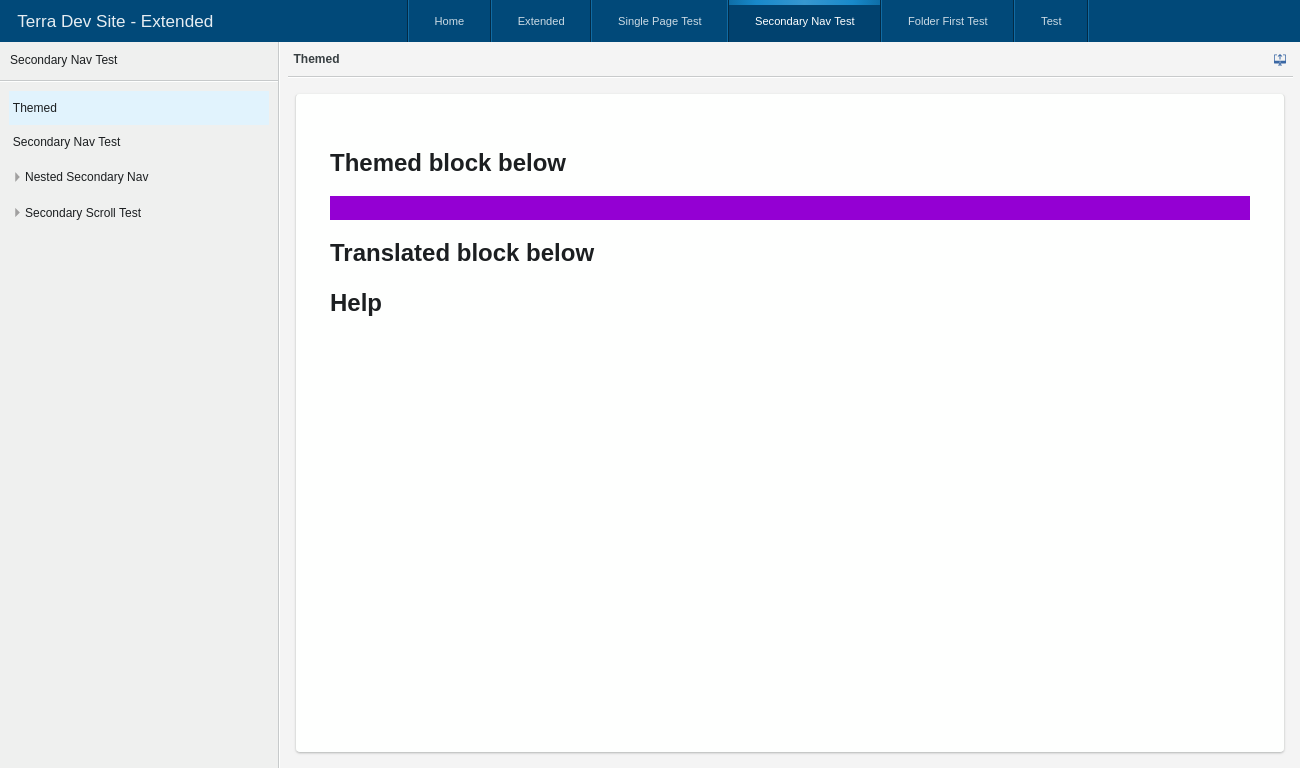 Terra Dev Site - Extended
Home
Extended
Single Page Test
Secondary Nav Test
Folder First Test
Test
Secondary Nav Test
Themed
Secondary Nav Test
Nested Secondary Nav
Secondary Scroll Test
Themed
Themed block below
Translated block below
Help